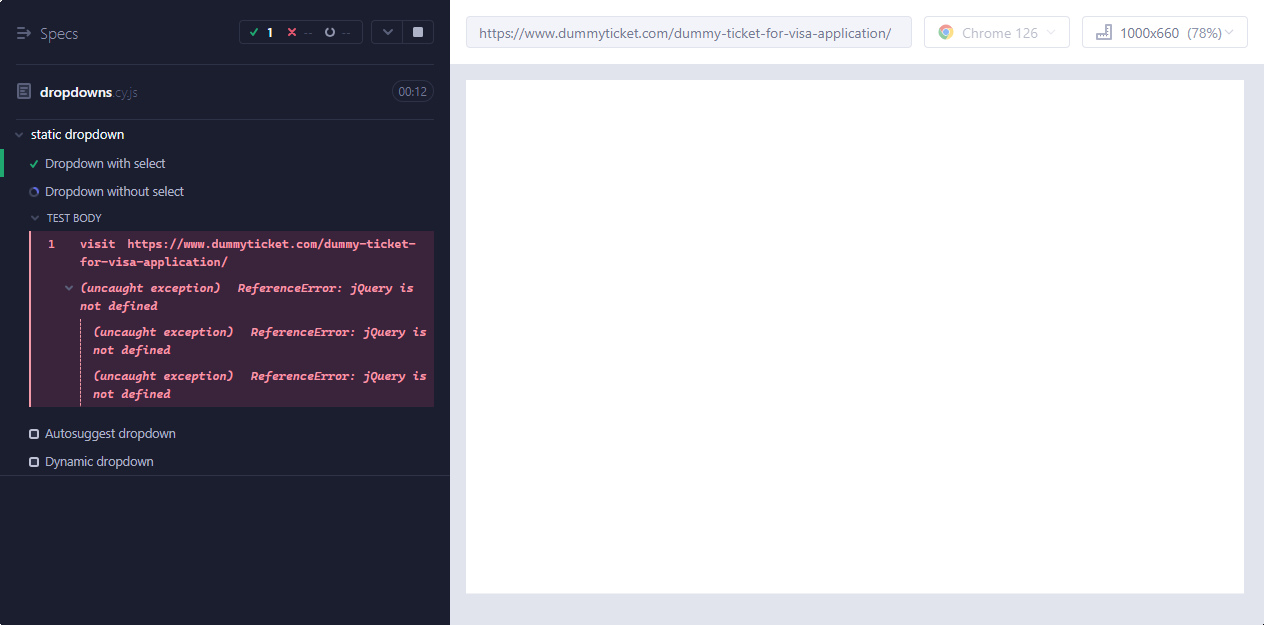 Specs
1
--
--
https://www.dummyticket.com/dummy-ticket-for-visa-application/
Chrome 126
1000x660 (78%)
dropdowns.cy.js
00:12
static dropdown
Dropdown with select
Dropdown without select
TEST BODY
1 visit https://www.dummyticket.com/dummy-ticket-
for-visa-application/
(uncaught exception) ReferenceError: jQuery is
not defined
(uncaught exception) ReferenceError: jQuery is
not defined
(uncaught exception) ReferenceError: jQuery is
not defined
Autosuggest dropdown
Dynamic dropdown